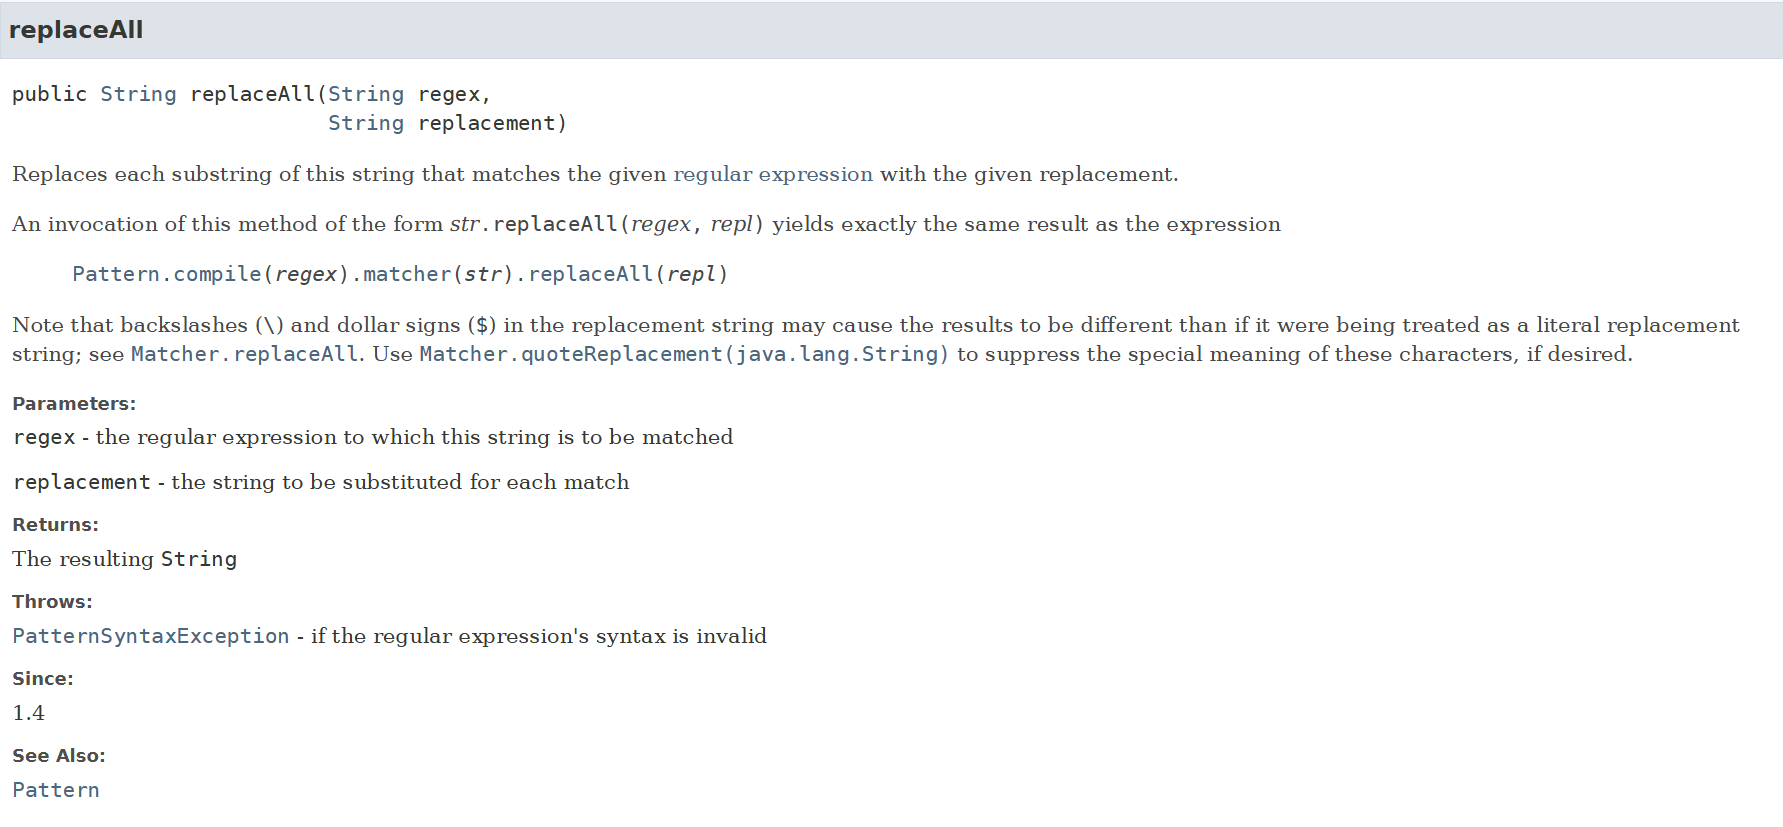 replaceAll
public String replaceAll(String regex,
String replacement)
Replaces each substring of this string that matches the given regular expression with the given replacement.
An invocation of this method of the form str.replaceAll(regex, repl) yields exactly the same result as the expression
Pattern.compile(regex).matcher(str).replaceAll(repl)
Note that backslashes (\) and dollar signs ($) in the replacement string may cause the results to be different than if it were being treated as a literal replacement
string; see Matcher.replaceAll. Use Matcher.quoteReplacement(java.lang.String) to suppress the special meaning of these characters, if desired.
Parameters:
regex - the regular expression to which this string is to be matched
replacement - the string to be substituted for each match
Returns:
The resulting String
Throws:
PatternSyntaxException - if the regular expression's syntax is invalid
Since:
1.4
See Also:
Pattern